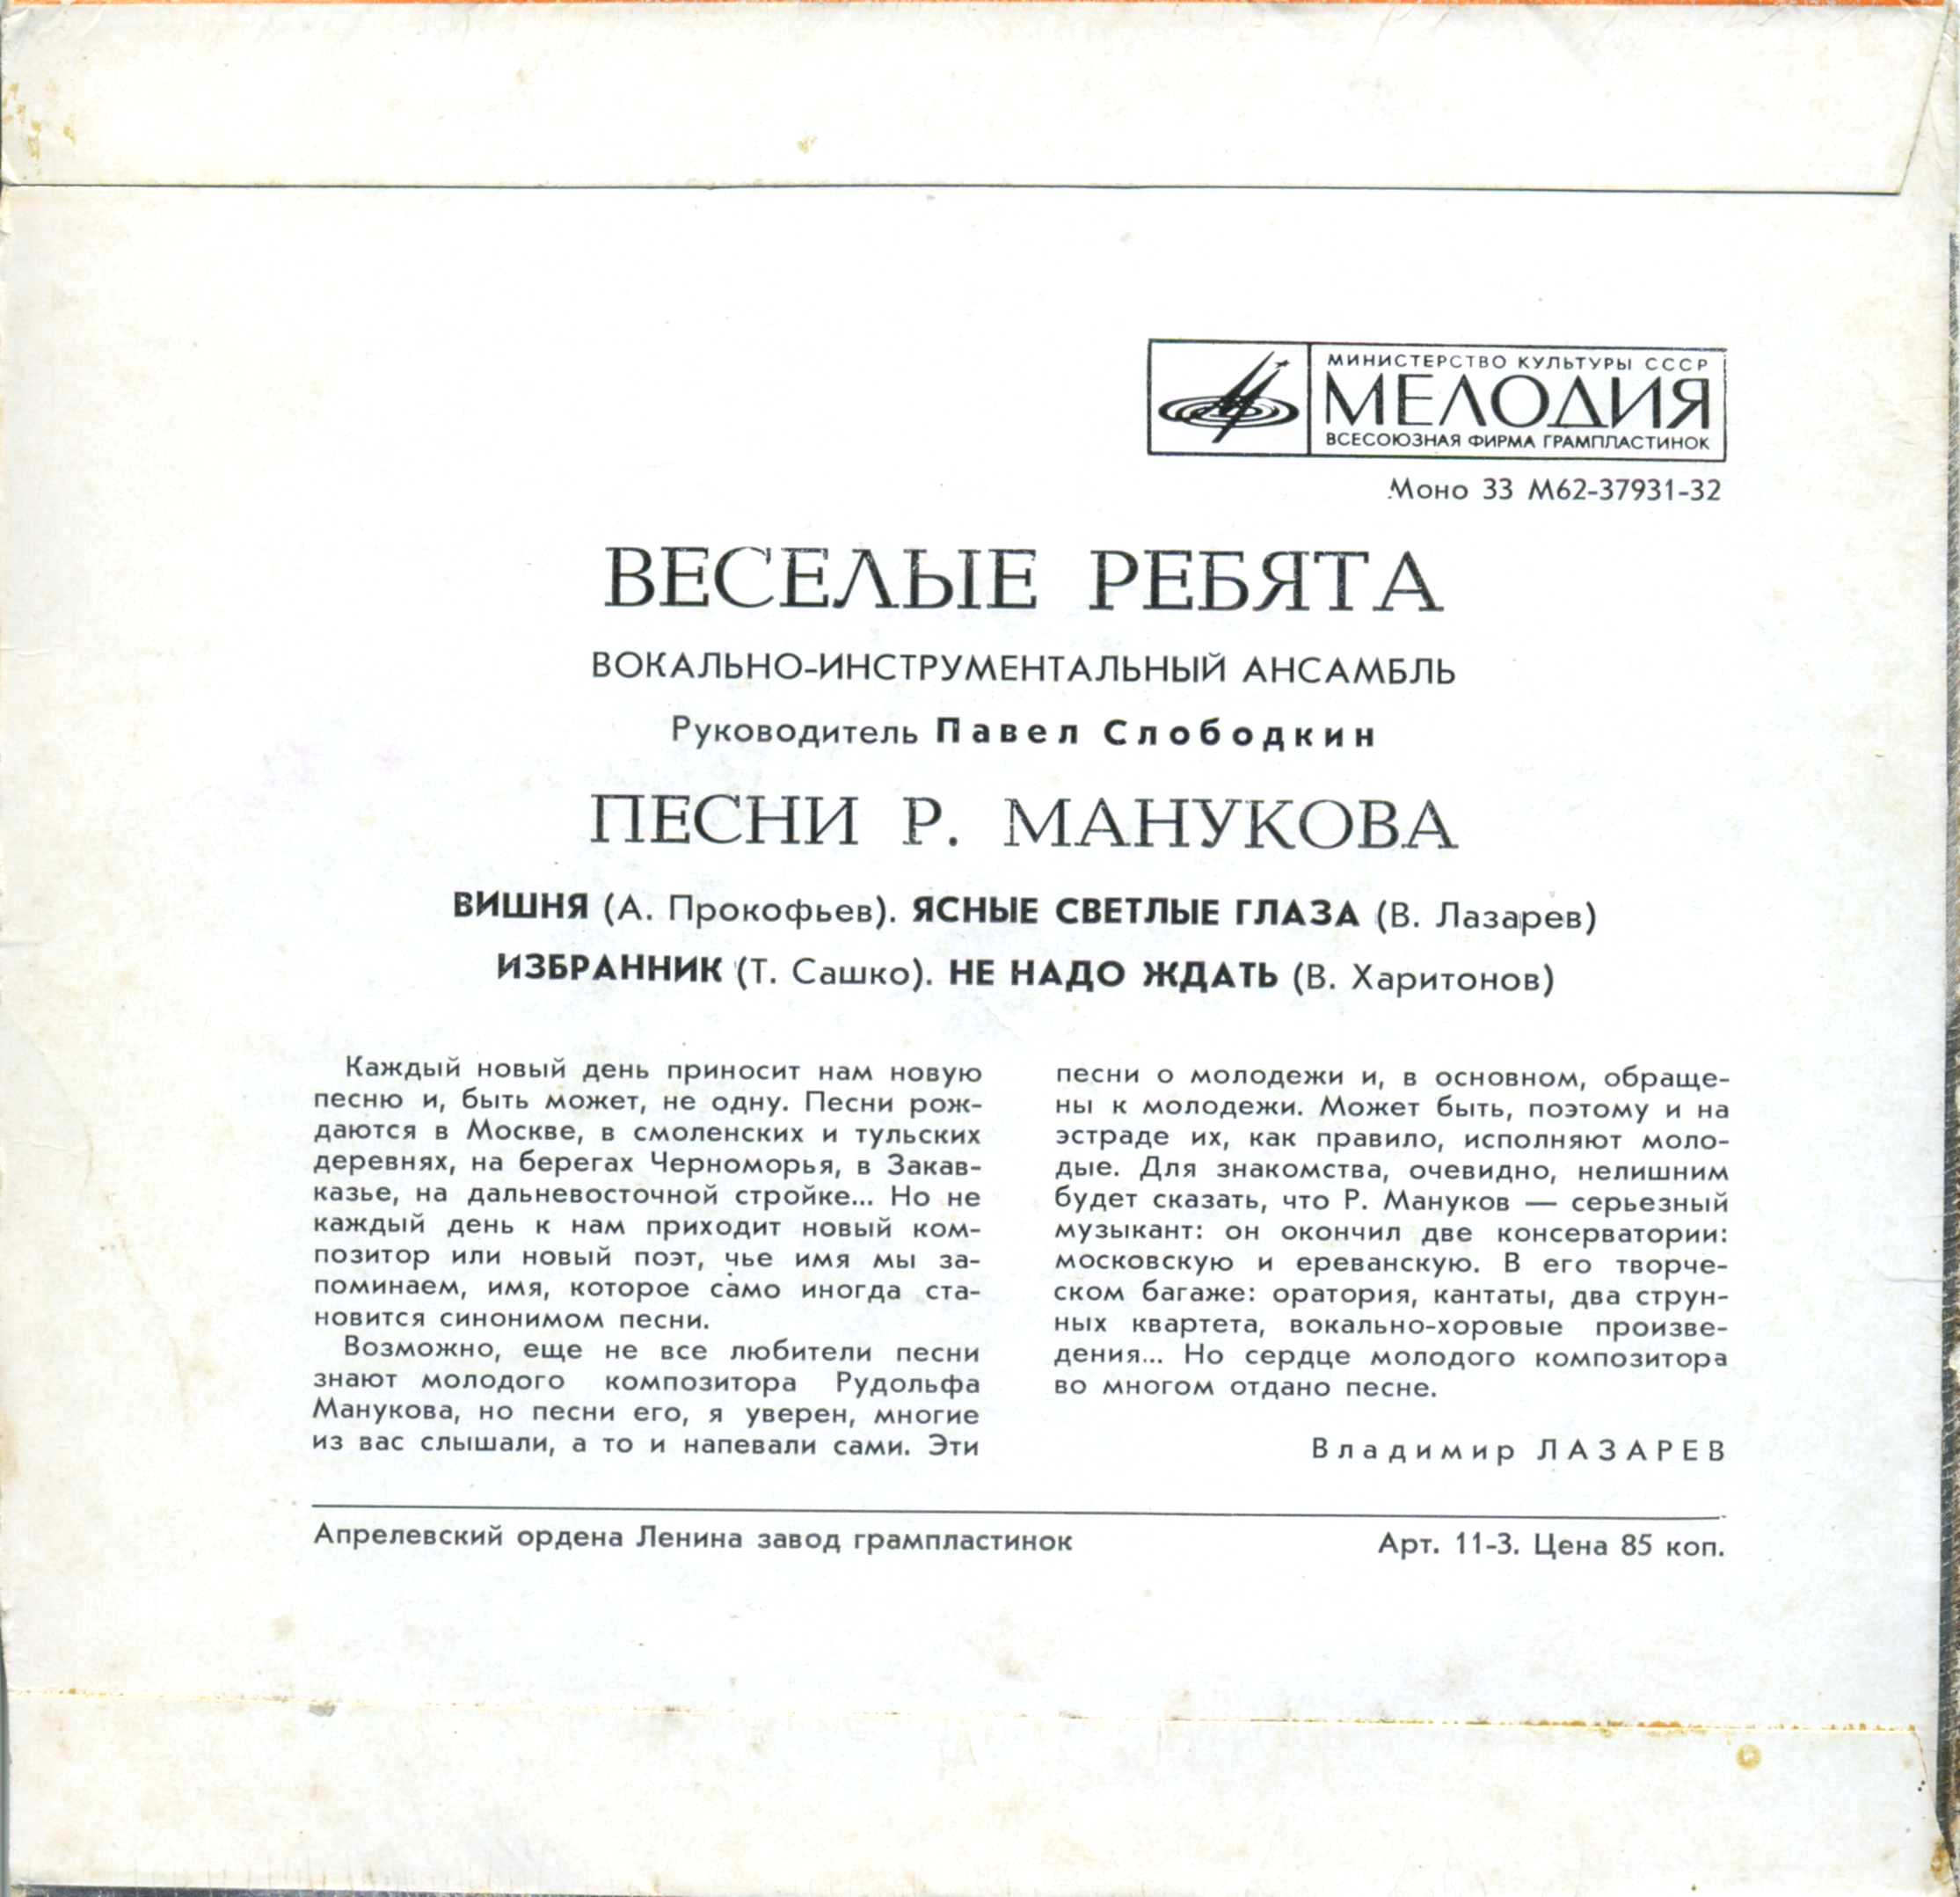 МИНИСТЕРСТВО КУЛЬТУРЫ СССР
МЕЛОДИЯ
ВСЕСОЮЗНАЯ ФИРМА ГРАМПЛАСТИНОК
Моно 33 М62-37931-32
ВЕСЕЛЫЕ РЕБЯТА
ВОКАЛЬНО-ИНСТРУМЕНТАЛЬНЫЙ АНСАМБЛЬ
Руководитель Павел Слободкин
ПЕСНИ Р. МАНУКОВА
ВИШНЯ (А. Прокофьев). ЯСНЫЕ СВЕТЛЫЕ ГЛАЗА (В. Лазарев)
ИЗБРАННИК (Т. Сашко). НЕ НАДО ЖДАТЬ (В. Харитонов)
Каждый новый день приносит нам новую
песню и, быть может, не одну. Песни рож-
даются в Москве, в смоленских и тульских
деревнях, на берегах Черноморья, в Закав-
казье, на дальневосточной стройке... Но не
каждый день к нам приходит новый ком-
позитор или новый поэт, чье имя мы за-
поминаем, имя, которое само иногда ста-
новится синонимом песни.
Возможно, еще не все любители песни
знают молодого композитора Рудольфа
Манукова, но песни его, я уверен, многие
из вас слышали, а то и напевали сами. Эти
песни о молодежи и, в основном, обраще-
ны к молодежи. Может быть, поэтому и на
эстраде их, как правило, исполняют моло-
дые. Для знакомства, очевидно, нелишним
будет сказать, что Р. Мануков — серьезный
музыкант: он окончил две консерватории:
московскую и ереванскую. В его творче-
ском багаже: оратория, кантаты, два струн-
ных квартета, вокально-хоровые произве-
дения... Но сердце молодого композитора
во многом отдано песне.
Владимир ЛАЗАРЕВ
Апрелевский ордена Ленина завод грампластинок
Арт. 11-3. Цена 85 коп.